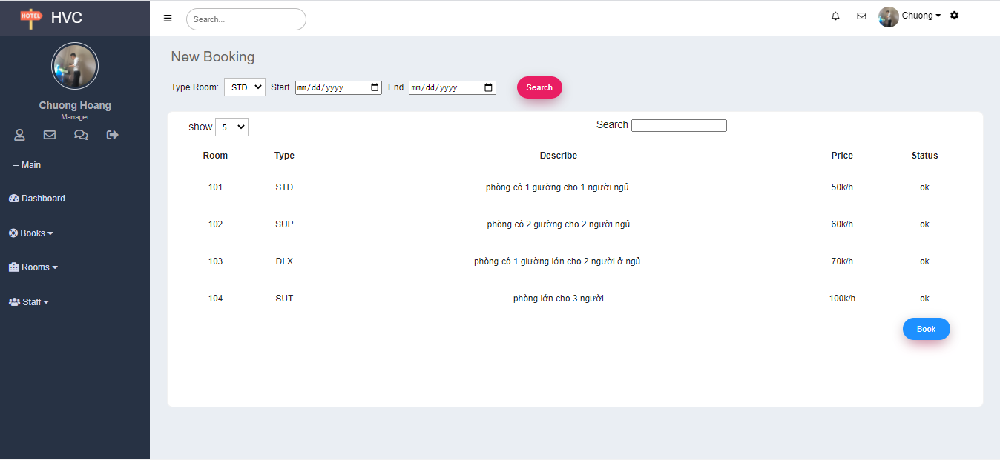 HOTEL HVC
Search...
Chuong
Chuong Hoang
Manager
-- Main
Dashboard
Books
Rooms
Staff
New Booking
Type Room: STD Start mm/dd/yyyy End mm/dd/yyyy Search
show 5 Search
Room Type Describe Price Status
101 STD phòng có 1 giường cho 1 người ngủ. 50k/h ok
102 SUP phòng có 2 giường cho 2 người ngủ 60k/h ok
103 DLX phòng có 1 giường lớn cho 2 người ở ngủ. 70k/h ok
104 SUT phòng lớn cho 3 người 100k/h ok
Book